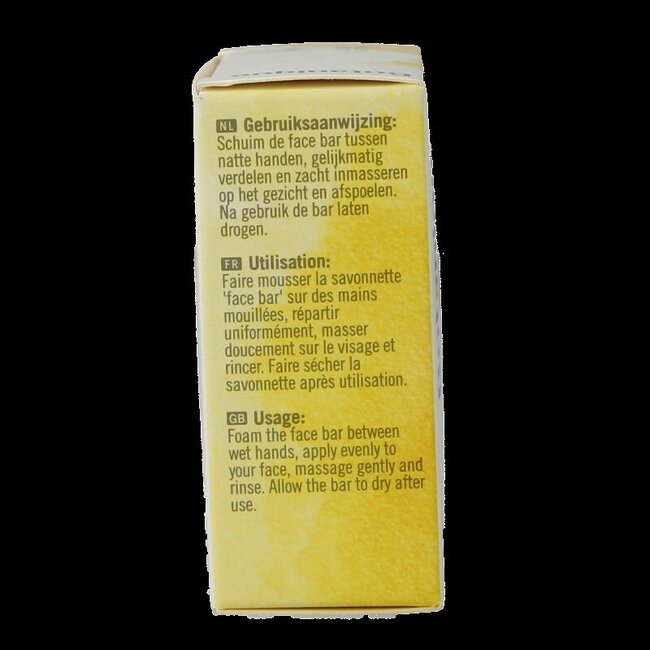 NL Gebruiksaanwijzing:
Schuim de face bar tussen
natte handen, gelijkmatig
verdelen en zacht inmasseren
op het gezicht en afspoelen.
Na gebruik de bar laten
drogen.
FR Utilisation:
Faire mousser la savonnette
'face bar' sur des mains
mouillées, répartir
uniformément, masser
doucement sur le visage et
rincer. Faire sécher la
savonnette après utilisation.
GB Usage:
Foam the face bar between
wet hands, apply evenly to
your face, massage gently and
rinse. Allow the bar to dry after
use.